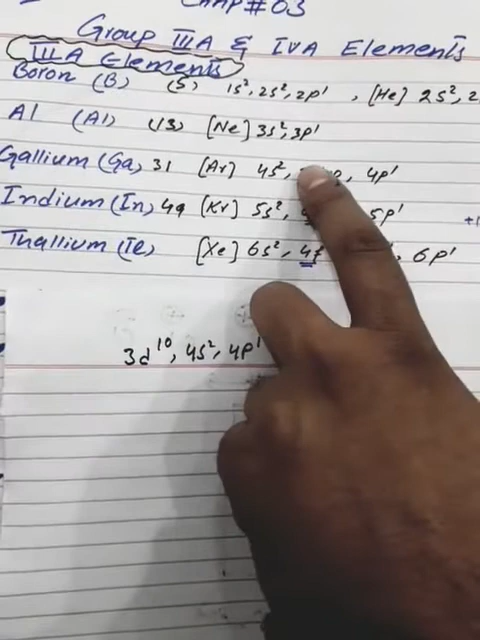 CHAP#03
Group IIIA & IVA Elements
IIIA Elements
Boron (B) (5) 1s², 2s², 2p¹ , [He] 2s², 2
Al (Al) (13) [Ne] 3s², 3p¹
Gallium (Ga) 31 [Ar] 4s², 4p¹
Indium (In) 49 [Kr] 5s², 5p¹
Thallium (Tl) [Xe] 6s², 4f , 6p¹
3d¹⁰, 4s², 4p¹